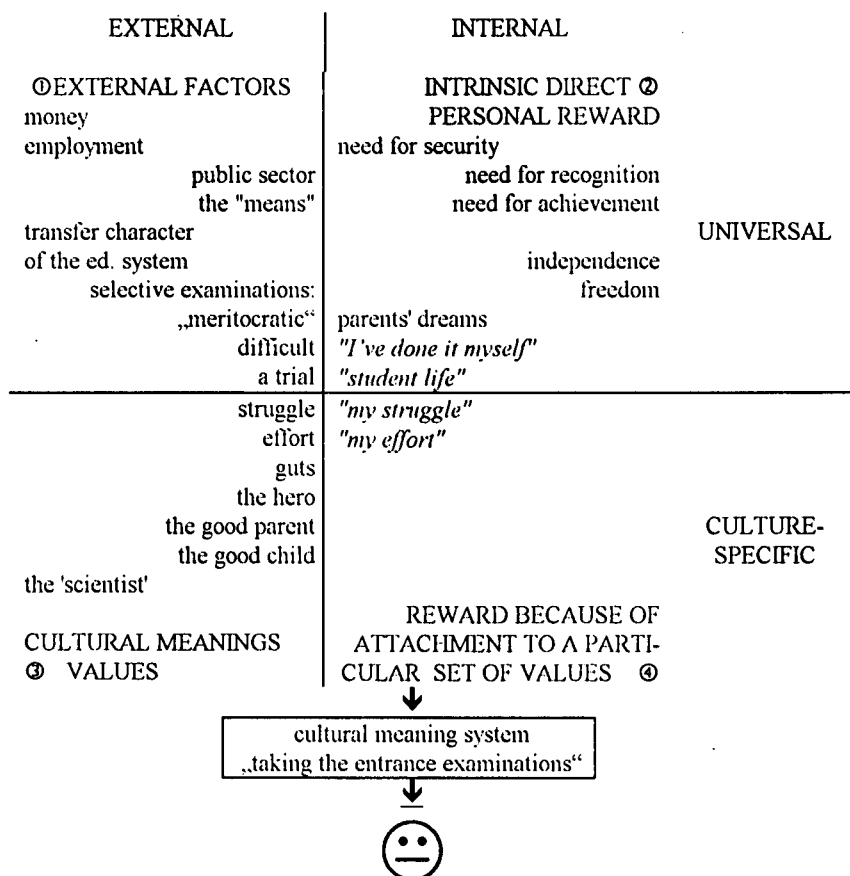 EXTERNAL INTERNAL
①EXTERNAL FACTORS INTRINSIC DIRECT ②
money PERSONAL REWARD
employment need for security
public sector need for recognition
the "means" need for achievement
transfer character UNIVERSAL
of the ed. system independence
selective examinations: freedom
„meritocratic“ parents' dreams
difficult "I've done it myself"
a trial "student life"
struggle "my struggle"
effort "my effort"
guts
the hero
the good parent CULTURE-
the good child SPECIFIC
the 'scientist'
REWARD BECAUSE OF
CULTURAL MEANINGS ATTACHMENT TO A PARTI-
③ VALUES CULAR SET OF VALUES ④
cultural meaning system
„taking the entrance examinations“